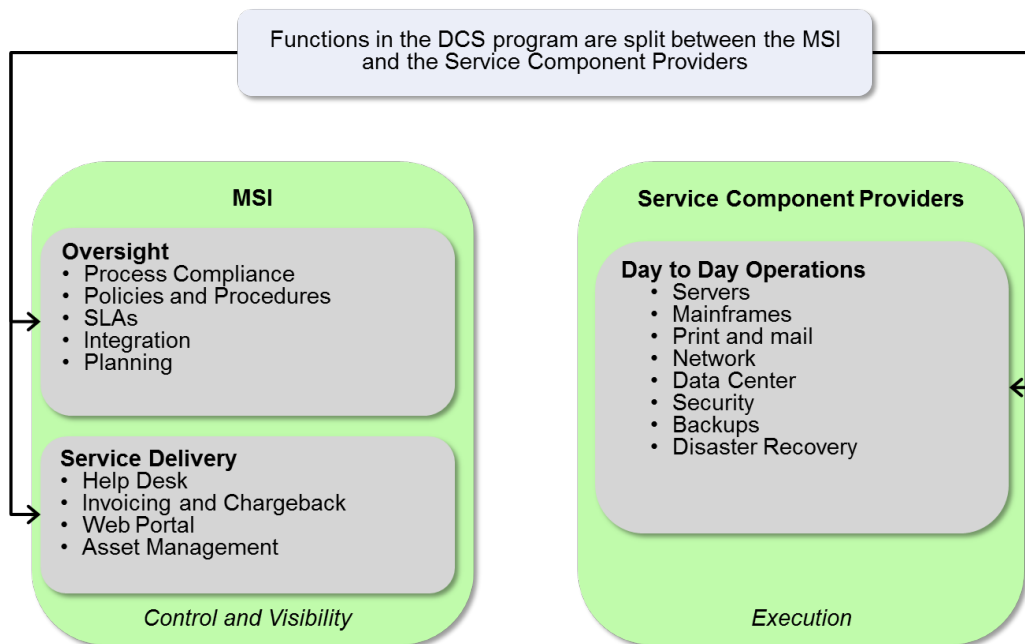 Functions in the DCS program are split between the MSI
and the Service Component Providers
MSI
Oversight
• Process Compliance
• Policies and Procedures
• SLAs
• Integration
• Planning
Service Delivery
• Help Desk
• Invoicing and Chargeback
• Web Portal
• Asset Management
Control and Visibility
Service Component Providers
Day to Day Operations
• Servers
• Mainframes
• Print and mail
• Network
• Data Center
• Security
• Backups
• Disaster Recovery
Execution